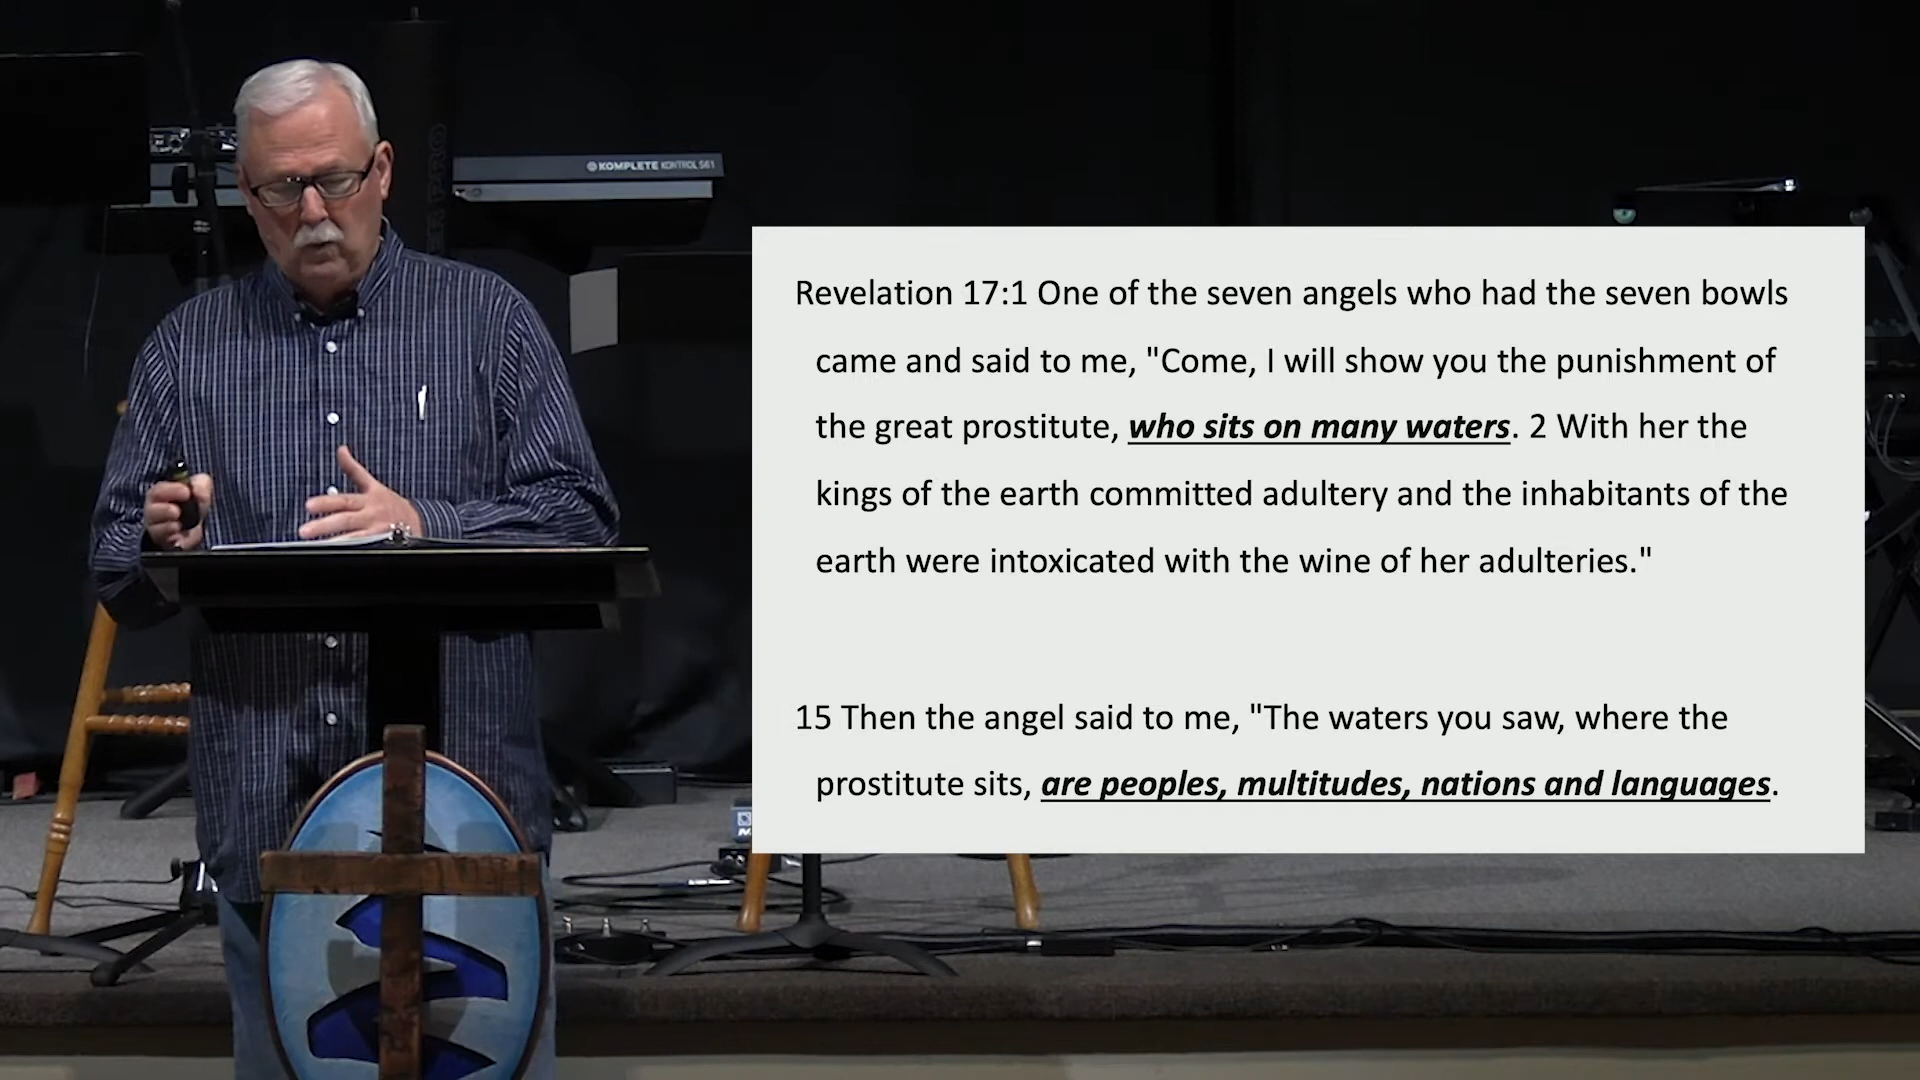 KOMPLETE KONTROL S61
Revelation 17:1 One of the seven angels who had the seven bowls
came and said to me, "Come, I will show you the punishment of
the great prostitute, who sits on many waters. 2 With her the
kings of the earth committed adultery and the inhabitants of the
earth were intoxicated with the wine of her adulteries."
15 Then the angel said to me, "The waters you saw, where the
prostitute sits, are peoples, multitudes, nations and languages.